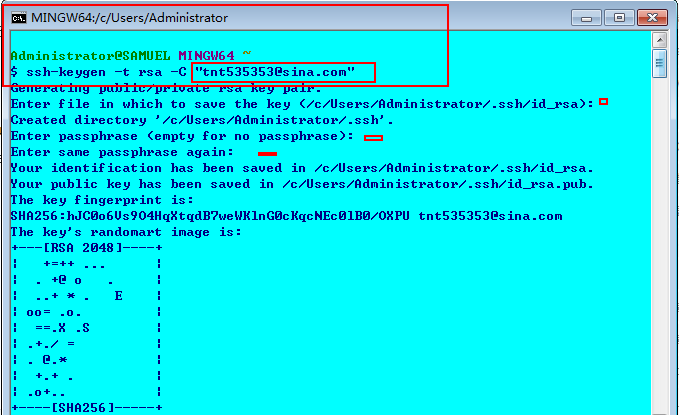 MINGW64:/c/Users/Administrator
Administrator@SAMUEL MINGW64 ~
$ ssh-keygen -t rsa -C "tnt535353@sina.com"
Generating public/private rsa key pair.
Enter file in which to save the key (/c/Users/Administrator/.ssh/id_rsa):
Created directory '/c/Users/Administrator/.ssh'.
Enter passphrase (empty for no passphrase):
Enter same passphrase again:
Your identification has been saved in /c/Users/Administrator/.ssh/id_rsa.
Your public key has been saved in /c/Users/Administrator/.ssh/id_rsa.pub.
The key fingerprint is:
SHA256:hJC0o6Vs9O4HqXtqdB7weWKlnG0cKqcNEc0lB0/OXPU tnt535353@sina.com
The key's randomart image is:
+---[RSA 2048]----+
¦   +=++ ...      ¦
¦  . +@ o   .     ¦
¦  ..+ * .   E    ¦
¦ oo= .o.         ¦
¦  ==.X .S        ¦
¦ .+./ =          ¦
¦ . @.*           ¦
¦  +.+ .          ¦
¦ .o+..           ¦
+----[SHA256]-----+